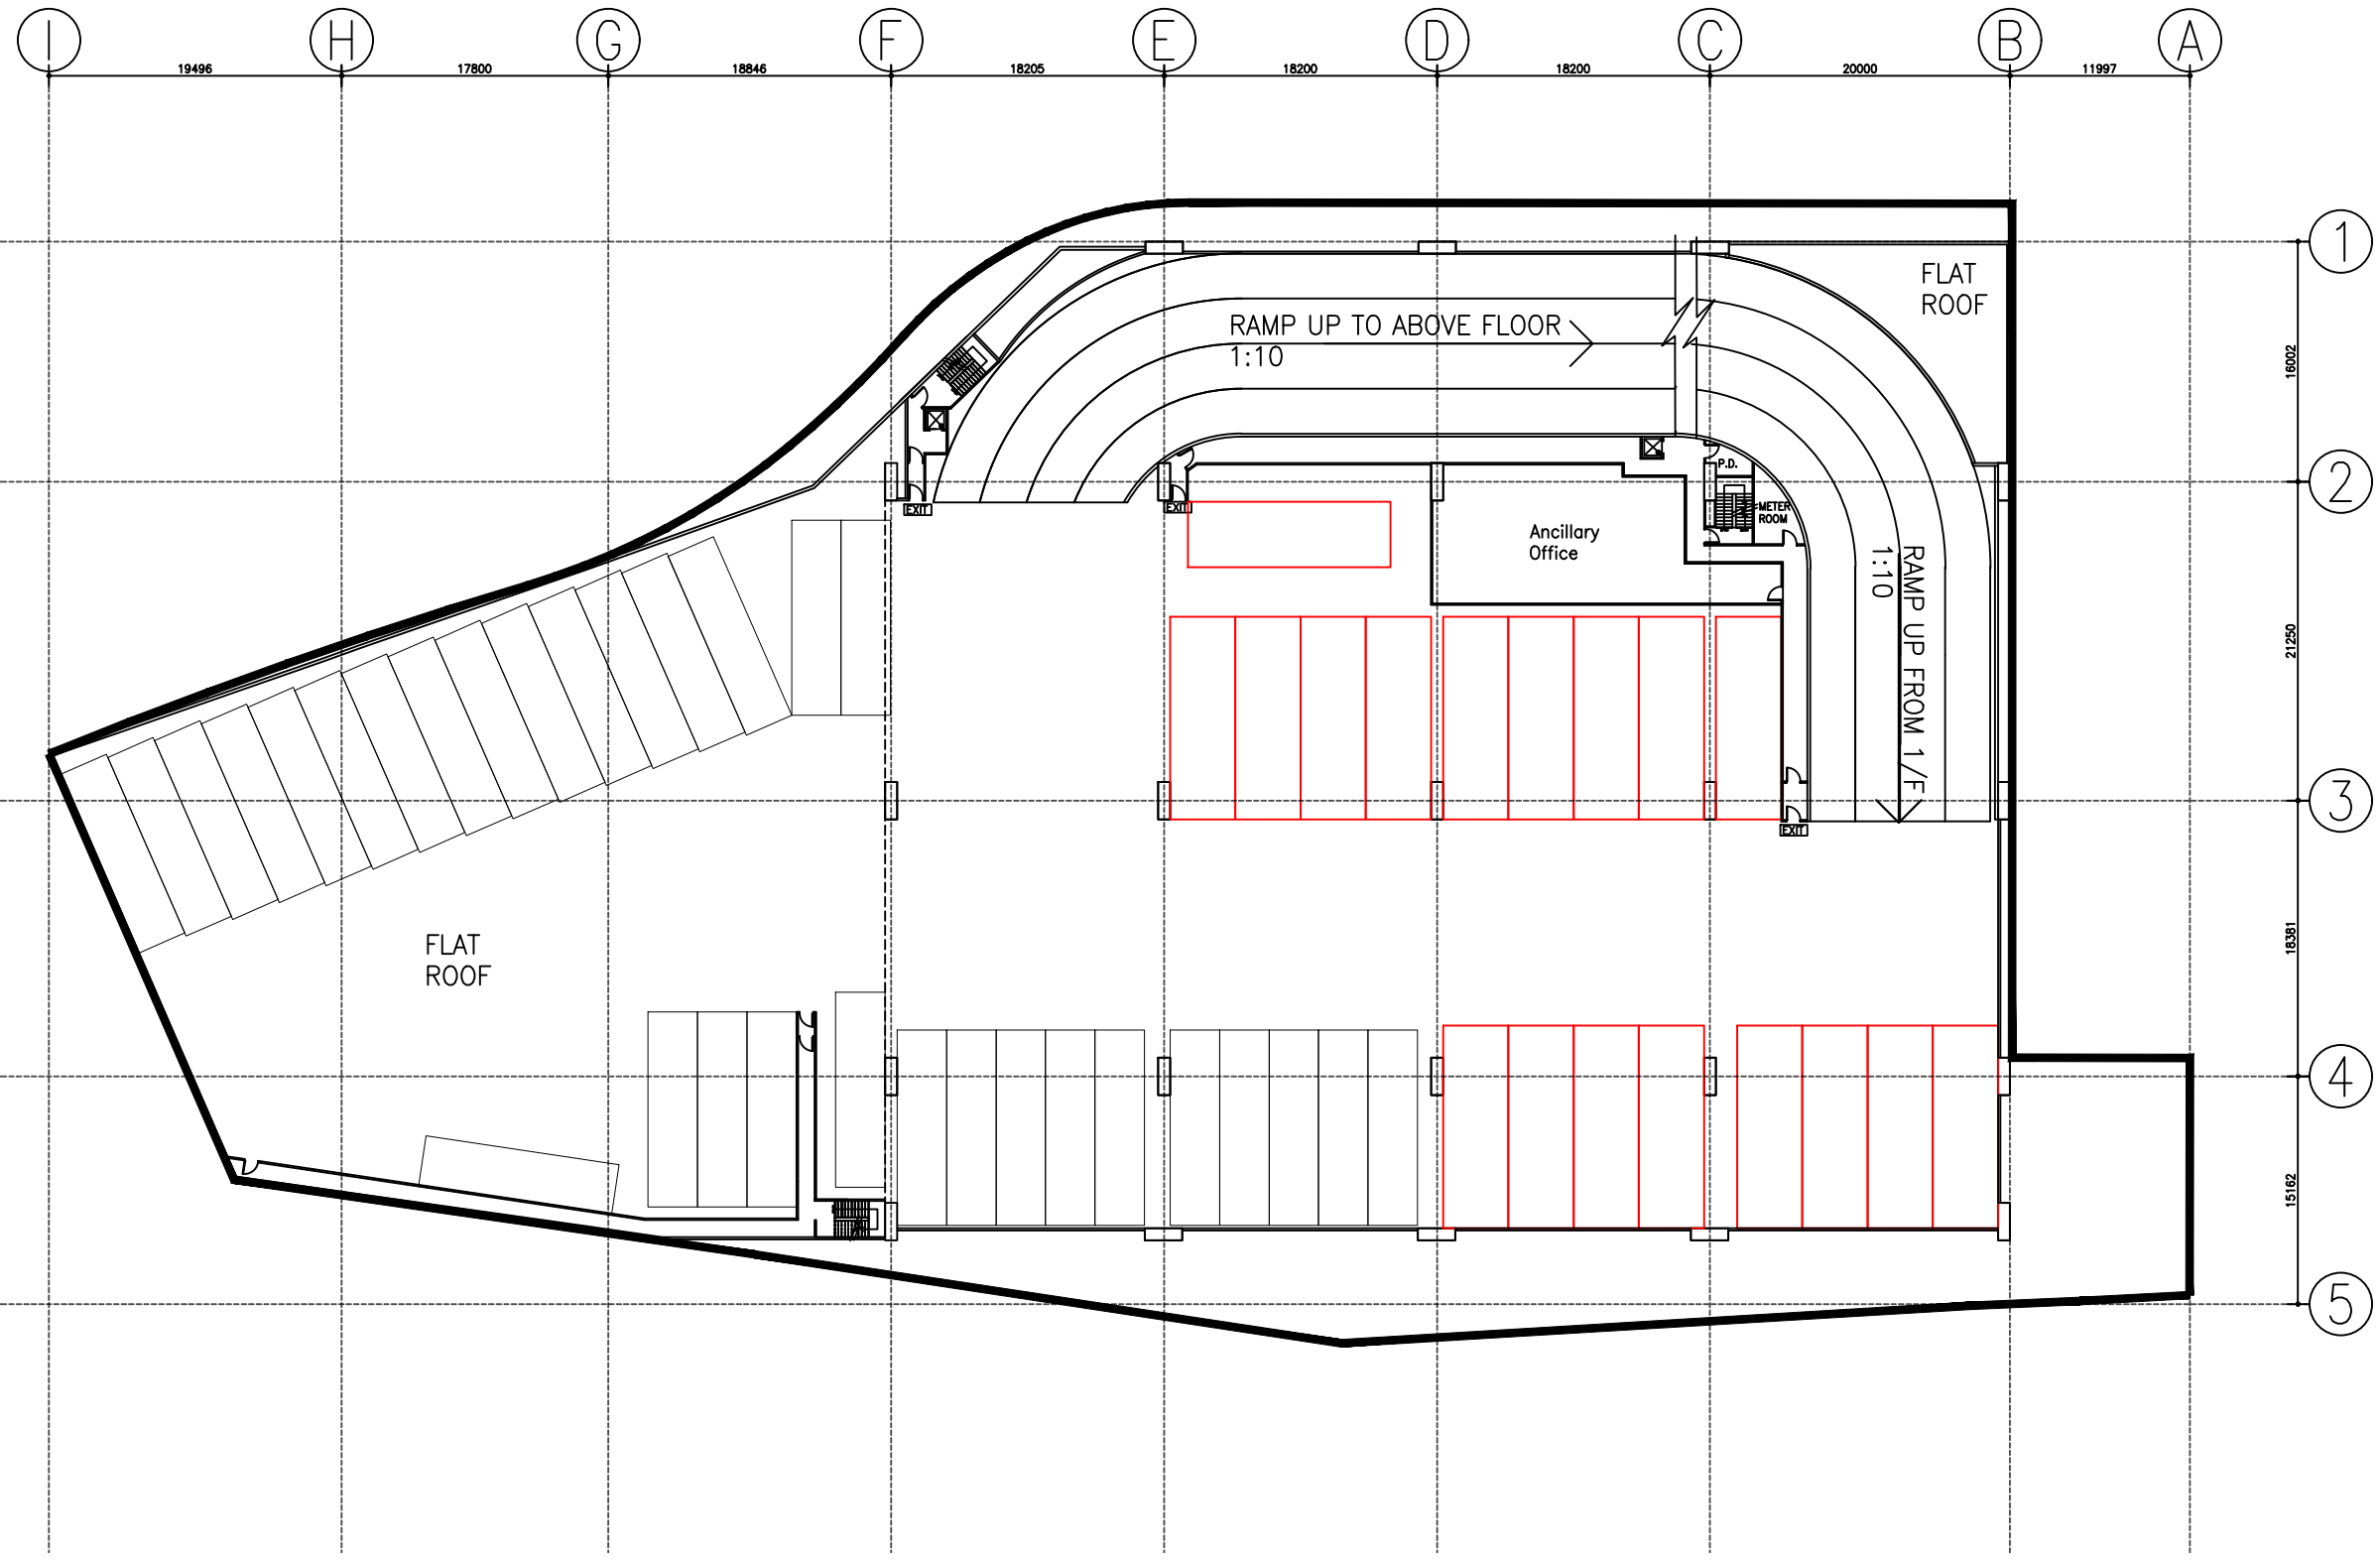 I H G F E D C B A
19496 17800 18846 18205 18200 18200 20000 11997
1
FLAT
ROOF
RAMP UP TO ABOVE FLOOR
1:10
16002
P.D.
2
EXIT
EXIT
METER
ROOM
Ancillary
Office
RAMP UP FROM 1/F
1:10
21250
3
EXIT
FLAT
ROOF
18381
4
15162
5